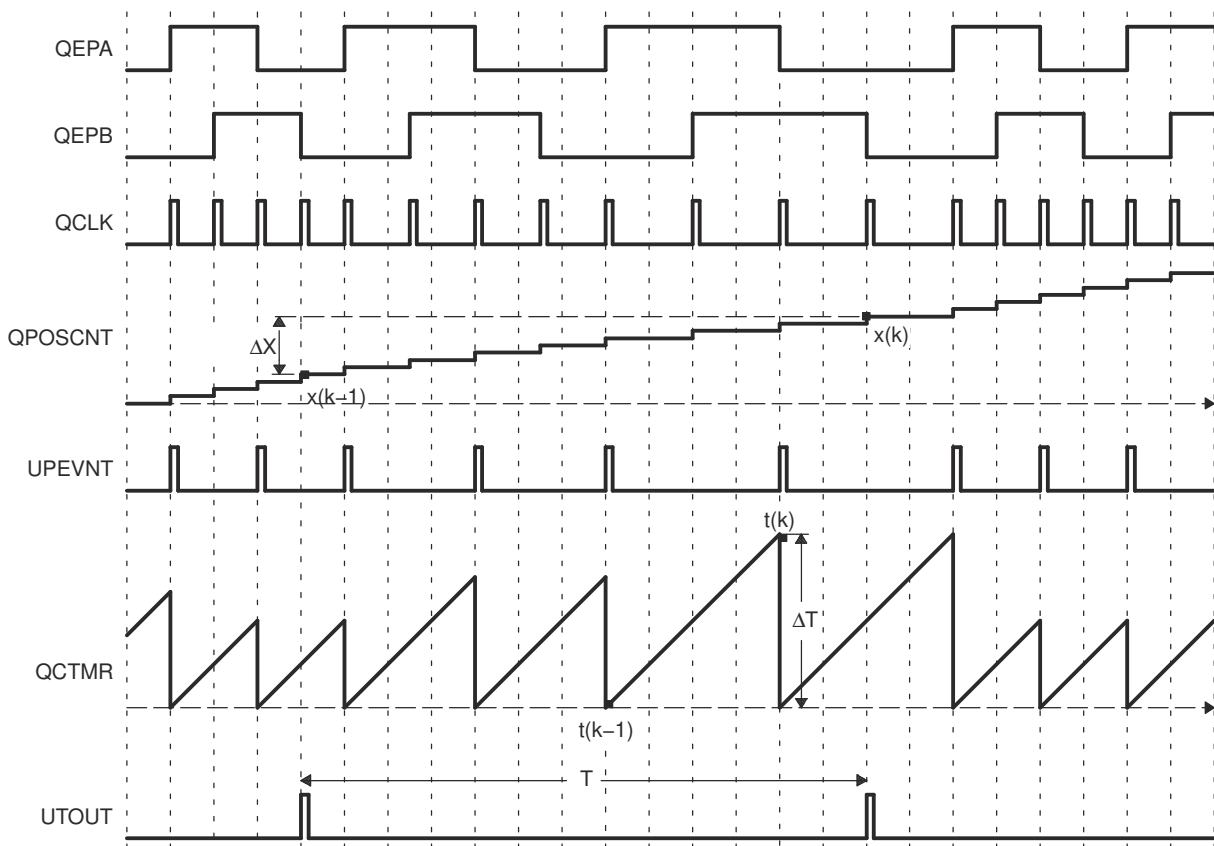 QEPA
QEPB
QCLK
QPOSCNT
ΔX
x(k)
x(k−1)
UPEVNT
t(k)
ΔT
QCTMR
t(k−1)
T
UTOUT